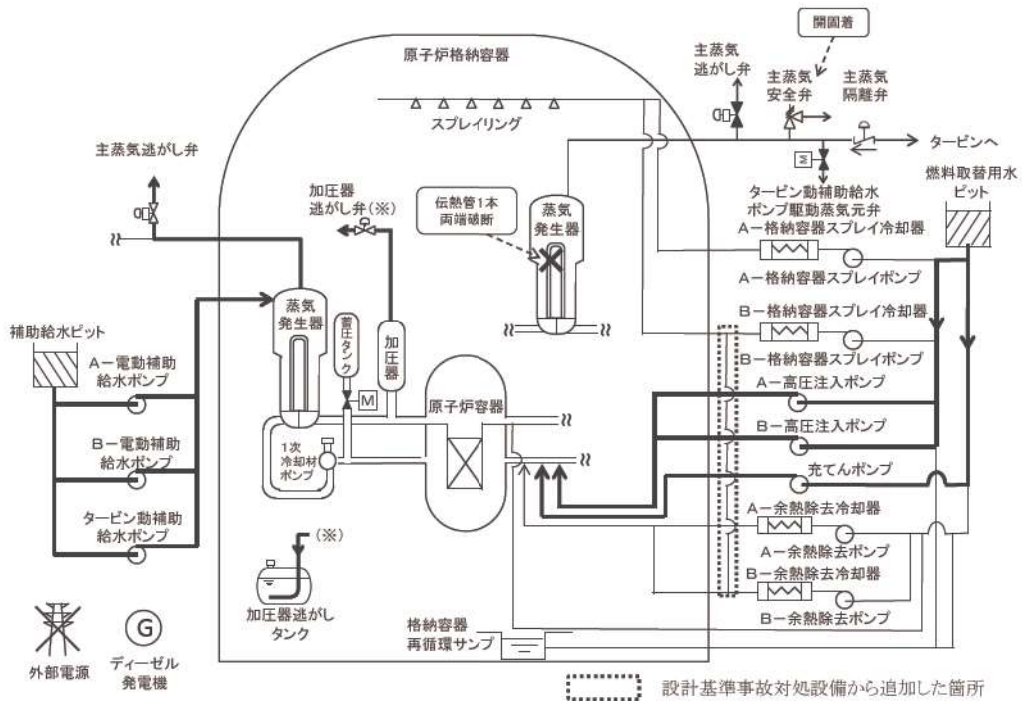 開固着
原子炉格納容器
主蒸気
逃がし弁
主蒸気
安全弁
主蒸気
隔離弁
スプレイリング
タービンへ
M
主蒸気逃がし弁
加圧器
逃がし弁(※)
伝熱管1本
両端破断
蒸気
発生器
タービン動補助給水
ポンプ駆動蒸気元弁
燃料取替用水
ピット
A-格納容器スプレイ冷却器
A-格納容器スプレイポンプ
B-格納容器スプレイ冷却器
B-格納容器スプレイポンプ
補助給水ピット
蒸気
発生器
蓄圧タンク
加圧器
M
原子炉容器
A-電動補助
給水ポンプ
B-電動補助
給水ポンプ
タービン動補助
給水ポンプ
1次
冷却材
ポンプ
A-高圧注入ポンプ
B-高圧注入ポンプ
充てんポンプ
A-余熱除去冷却器
A-余熱除去ポンプ
B-余熱除去冷却器
B-余熱除去ポンプ
(※)
加圧器逃がし
タンク
格納容器
再循環サンプ
外部電源
G
ディーゼル
発電機
設計基準事故対処設備から追加した箇所